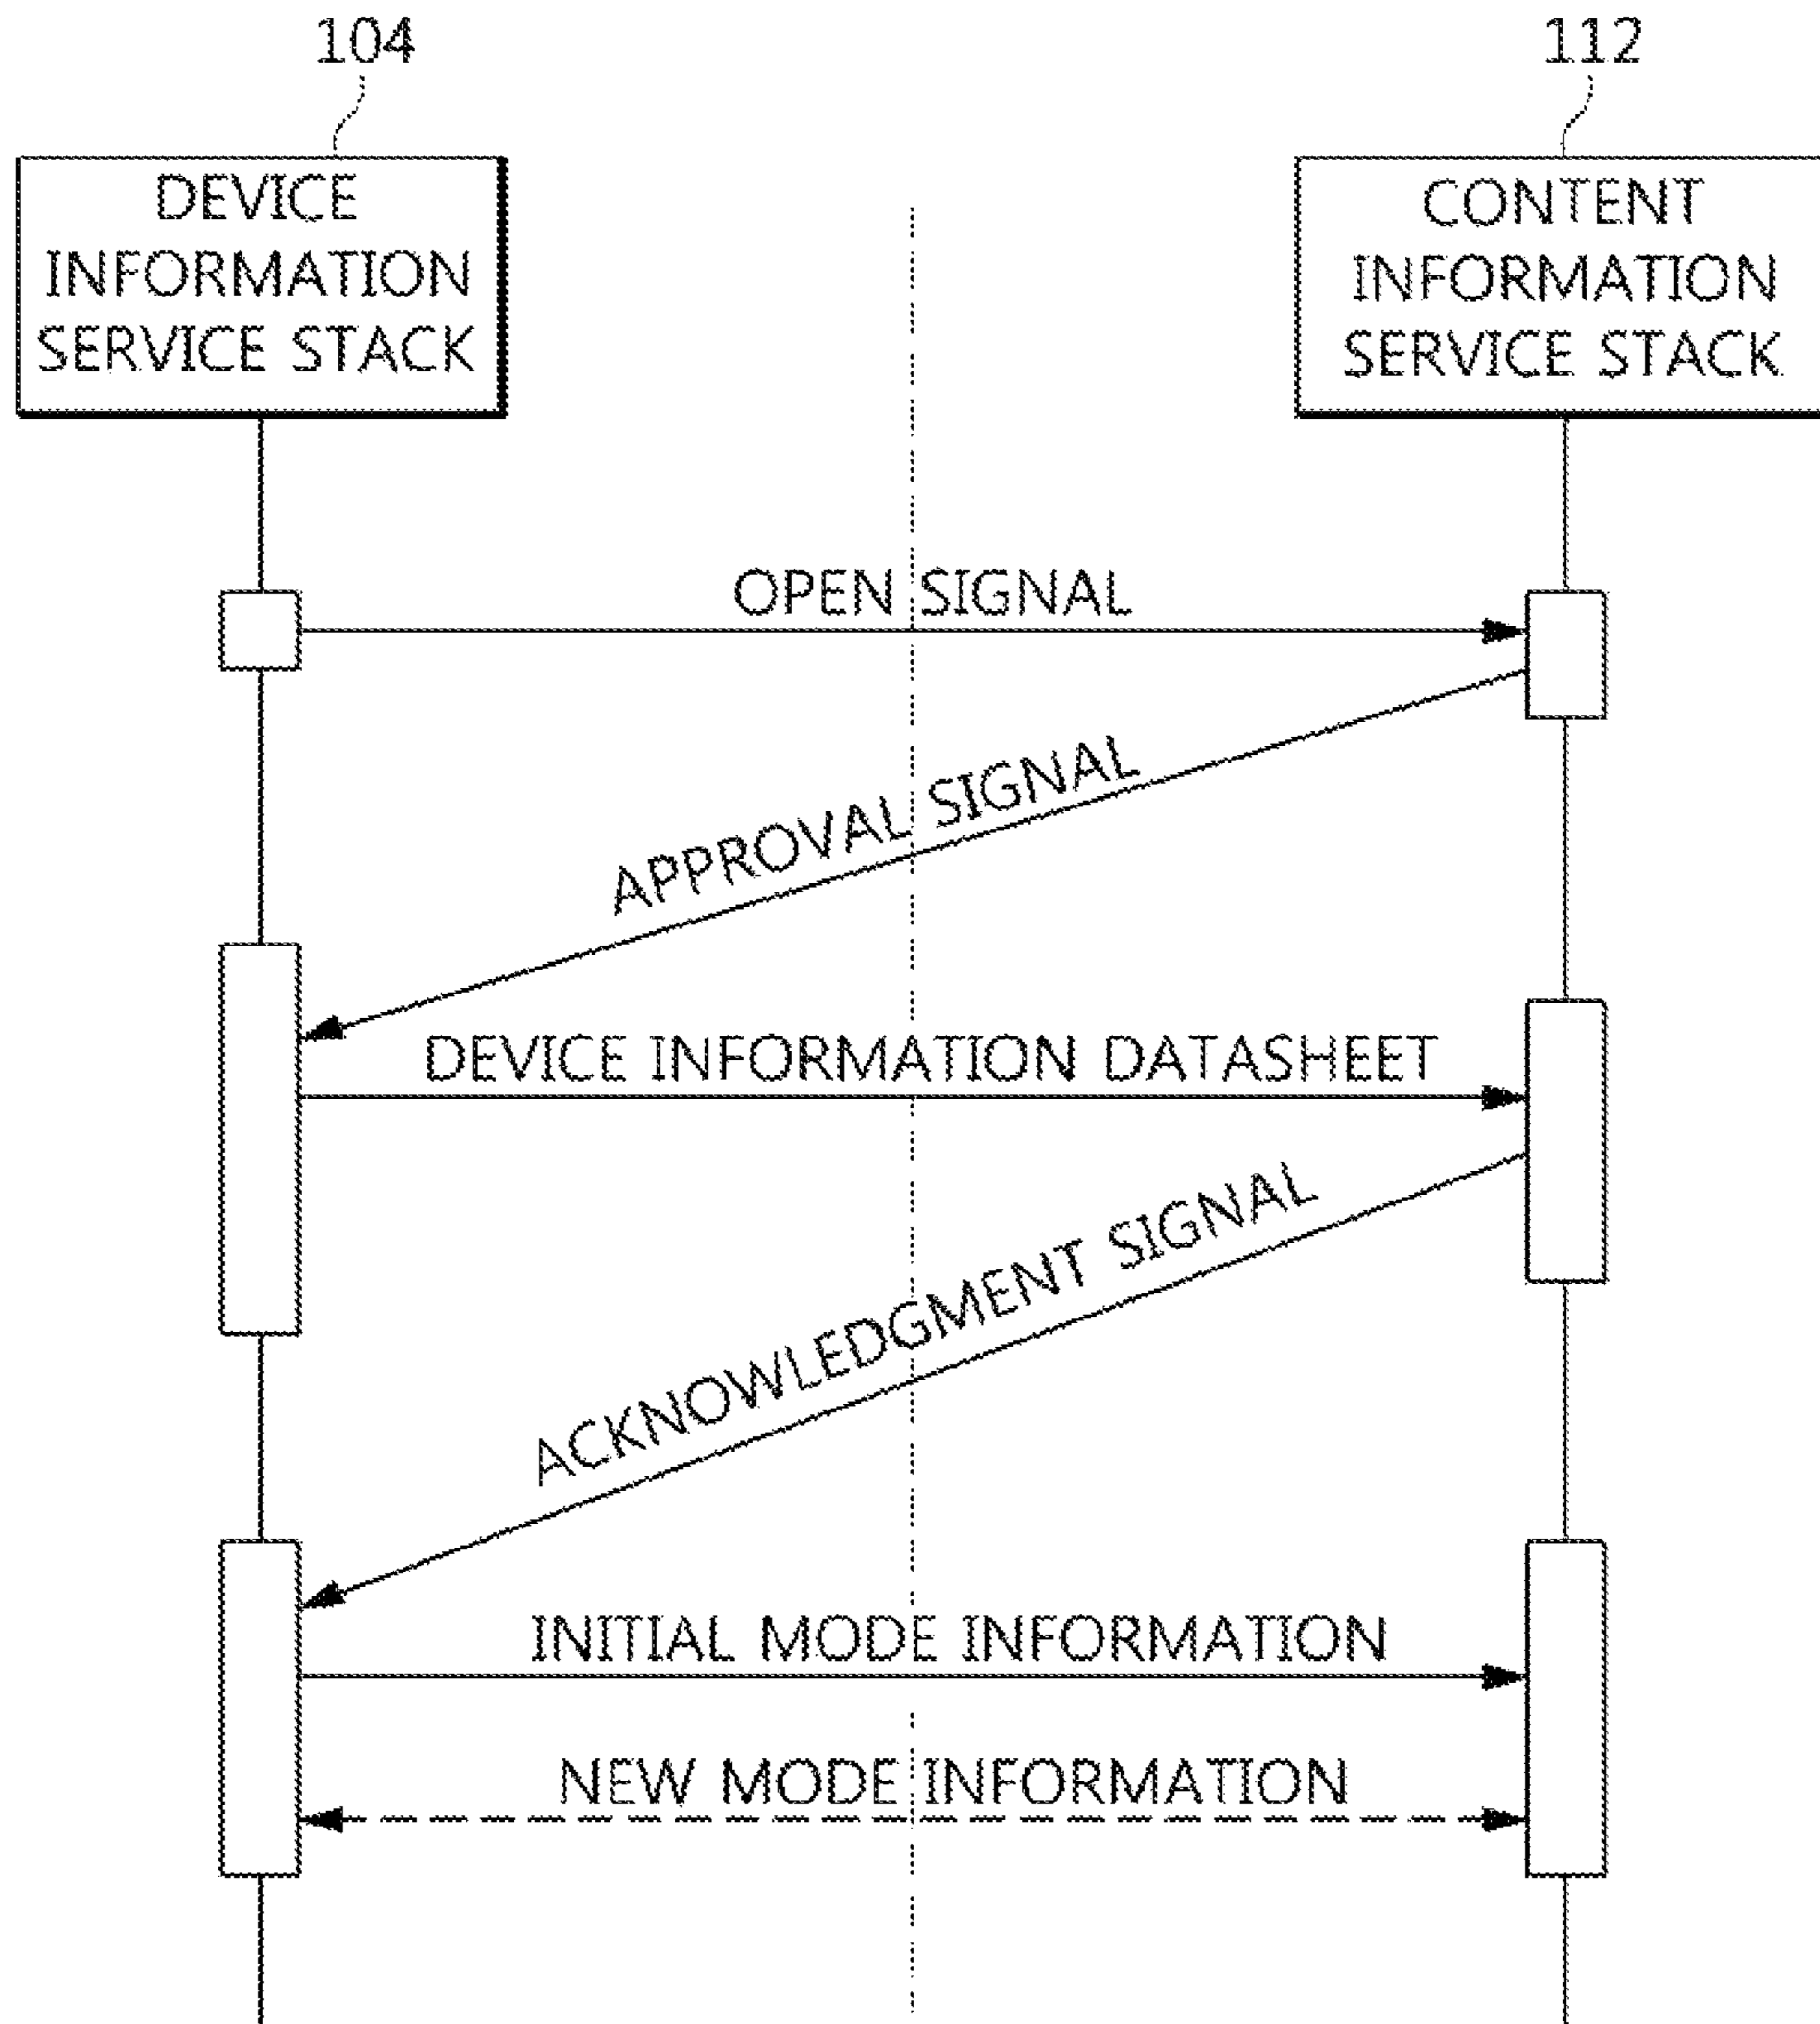 104
112
DEVICE
INFORMATION
SERVICE STACK
CONTENT
INFORMATION
SERVICE STACK
OPEN SIGNAL
APPROVAL SIGNAL
DEVICE INFORMATION DATASHEET
ACKNOWLEDGMENT SIGNAL
INITIAL MODE INFORMATION
NEW MODE INFORMATION